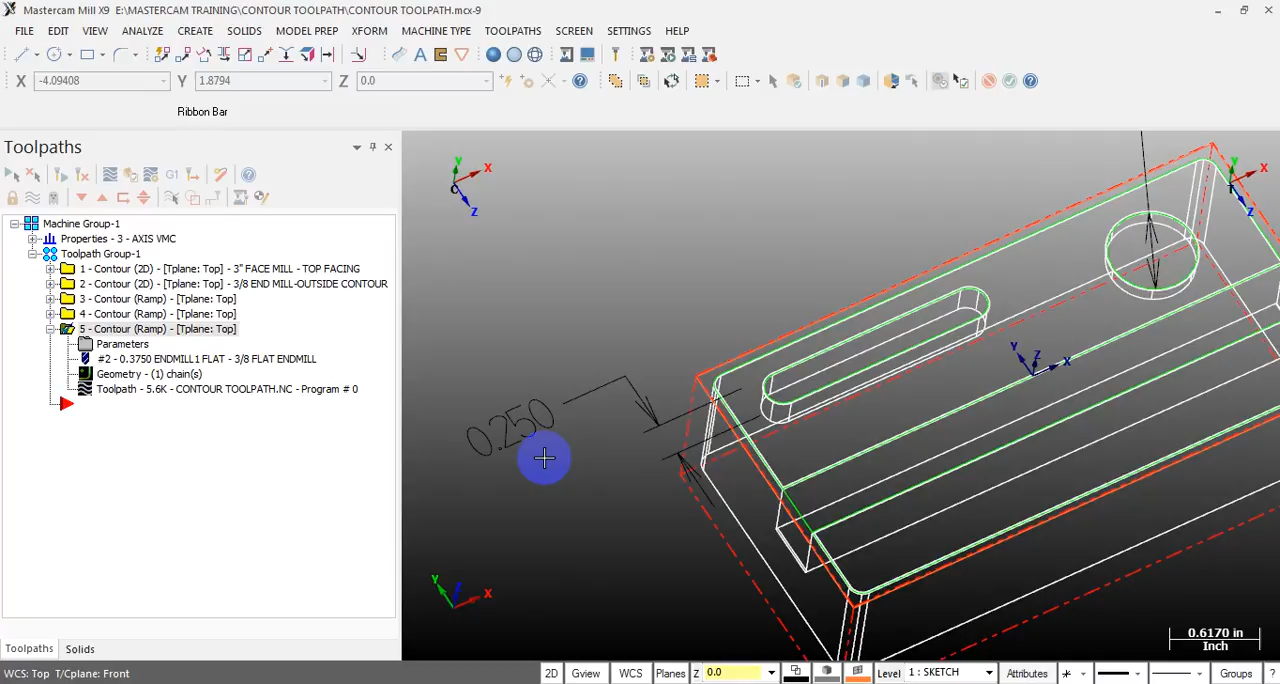 Mastercam Mill X9 E:\MASTERCAM TRAINING\CONTOUR TOOLPATH\CONTOUR TOOLPATH.mcx-9
FILE EDIT VIEW ANALYZE CREATE SOLIDS MODEL PREP XFORM MACHINE TYPE TOOLPATHS SCREEN SETTINGS HELP
X -4.09408 Y 1.8794 Z 0.0
Ribbon Bar
Toolpaths
G1
Machine Group-1
Properties - 3 - AXIS VMC
Toolpath Group-1
1 - Contour (2D) - [Tplane: Top] - 3" FACE MILL -TOP FACING
2 - Contour (2D) - [Tplane: Top] - 3/8 END MILL-OUTSIDE CONTOUR
3 - Contour (Ramp) - [Tplane: Top]
4 - Contour (Ramp) - [Tplane: Top]
5 - Contour (Ramp) - [Tplane: Top]
Parameters
#2 - 0.3750 ENDMILL1 FLAT - 3/8 FLAT ENDMILL
Geometry - (1) chain(s)
Toolpath - 5.6K - CONTOUR TOOLPATH.NC - Program # 0
Y X C Z
Y X T Z
Y Z X
0.250
Y X
0.6170 in
Inch
Toolpaths Solids
WCS: Top T/Cplane: Front 2D Gview WCS Planes Z 0.0 Level 1 : SKETCH Attributes Groups ?